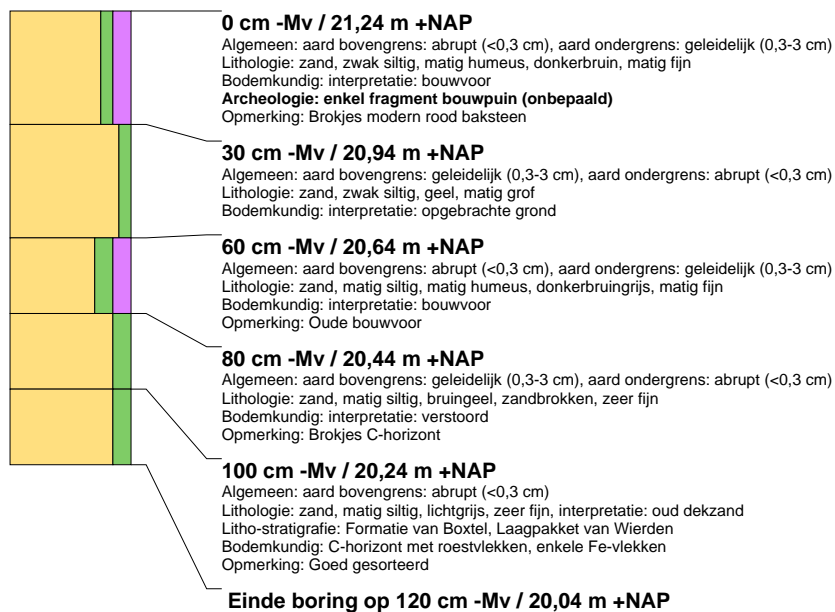 0 cm -Mv / 21,24 m +NAP
Algemeen: aard bovengrens: abrupt (<0,3 cm), aard ondergrens: geleidelijk (0,3-3 cm)
Lithologie: zand, zwak siltig, matig humeus, donkerbruin, matig fijn
Bodemkundig: interpretatie: bouwvoor
Archeologie: enkel fragment bouwpuin (onbepaald)
Opmerking: Brokjes modern rood baksteen
30 cm -Mv / 20,94 m +NAP
Algemeen: aard bovengrens: geleidelijk (0,3-3 cm), aard ondergrens: abrupt (<0,3 cm)
Lithologie: zand, zwak siltig, geel, matig grof
Bodemkundig: interpretatie: opgebrachte grond
60 cm -Mv / 20,64 m +NAP
Algemeen: aard bovengrens: abrupt (<0,3 cm), aard ondergrens: geleidelijk (0,3-3 cm)
Lithologie: zand, matig siltig, matig humeus, donkerbruingrijs, matig fijn
Bodemkundig: interpretatie: bouwvoor
Opmerking: Oude bouwvoor
80 cm -Mv / 20,44 m +NAP
Algemeen: aard bovengrens: geleidelijk (0,3-3 cm), aard ondergrens: abrupt (<0,3 cm)
Lithologie: zand, matig siltig, bruingeel, zandbrokken, zeer fijn
Bodemkundig: interpretatie: verstoord
Opmerking: Brokjes C-horizont
100 cm -Mv / 20,24 m +NAP
Algemeen: aard bovengrens: abrupt (<0,3 cm)
Lithologie: zand, matig siltig, lichtgrijs, zeer fijn, interpretatie: oud dekzand
Litho-stratigrafie: Formatie van Boxtel, Laagpakket van Wierden
Bodemkundig: C-horizont met roestvlekken, enkele Fe-vlekken
Opmerking: Goed gesorteerd
Einde boring op 120 cm -Mv / 20,04 m +NAP